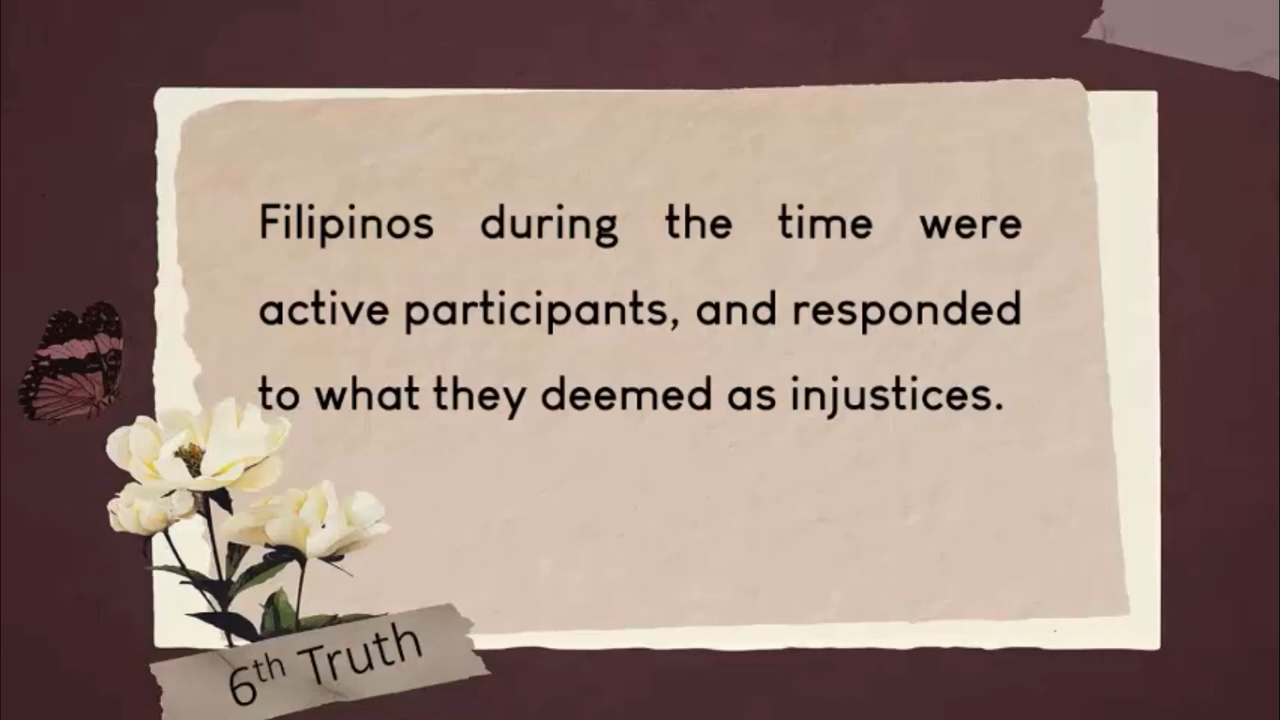 Filipinos during the time were
active participants, and responded
to what they deemed as injustices.
6th Truth